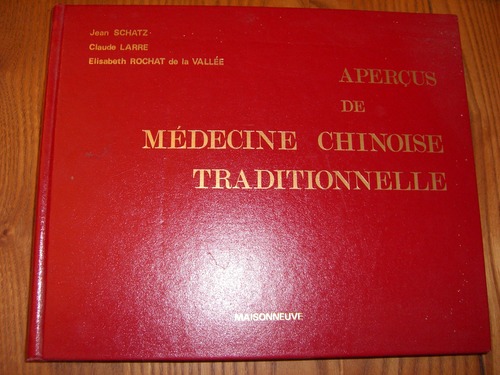 Jean SCHATZ
Claude LARRE
Elisabeth ROCHAT de la VALLÉE
APERÇUS
DE
MÉDECINE CHINOISE
TRADITIONNELLE
MAISONNEUVE